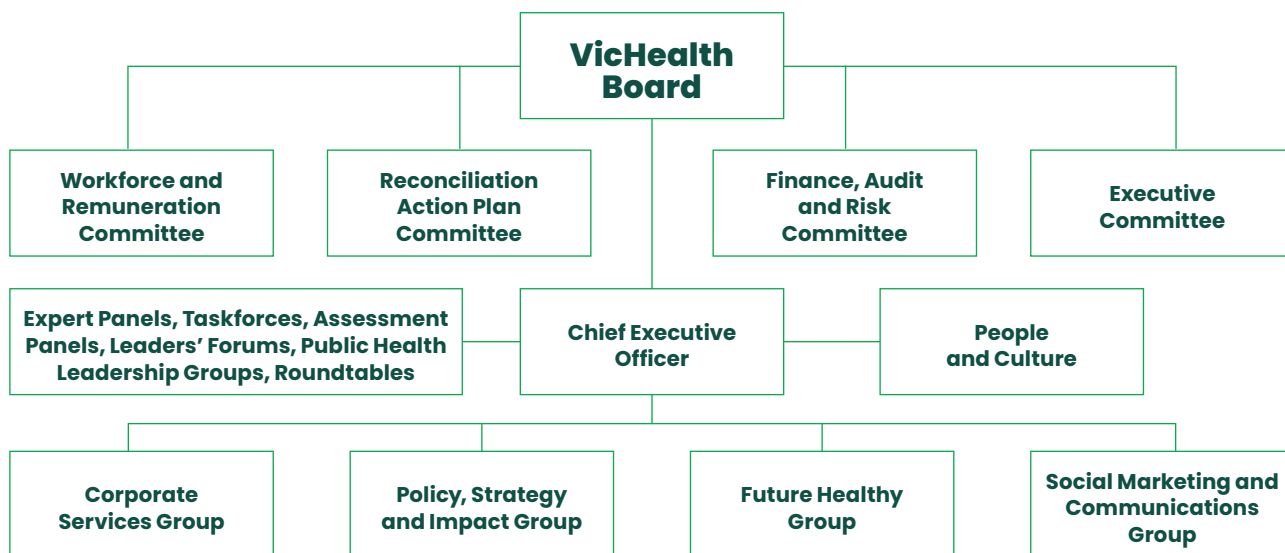 VicHealth
Board
Workforce and
Remuneration
Committee
Reconciliation
Action Plan
Committee
Finance, Audit
and Risk
Committee
Executive
Committee
Expert Panels, Taskforces, Assessment
Panels, Leaders’ Forums, Public Health
Leadership Groups, Roundtables
Chief Executive
Officer
People
and Culture
Corporate
Services Group
Policy, Strategy
and Impact Group
Future Healthy
Group
Social Marketing and
Communications
Group